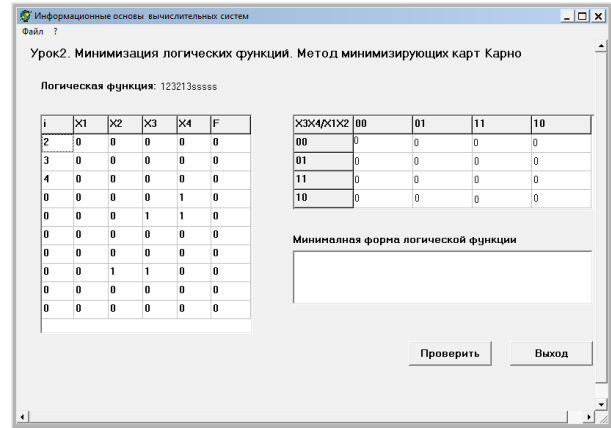 Информационные основы вычислительных систем
Файл ?
Урок2. Минимизация логических функций. Метод минимизирующих карт Карно
Логическая функция: 123213sssss
i X1 X2 X3 X4 F
2 0 0 0 0 0
3 0 0 0 0 0
4 0 0 0 0 0
0 0 0 0 1 0
0 0 0 1 1 0
0 0 0 0 0 0
0 0 0 0 0 0
0 0 1 1 0 0
0 0 0 0 0 0
0 0 0 0 0 0
X3X4/X1X2 00 01 11 10
00 0 0 0 0
01 0 0 0 0
11 0 0 0 0
10 0 0 0 0
Минималная форма логической функции
Проверить Выход